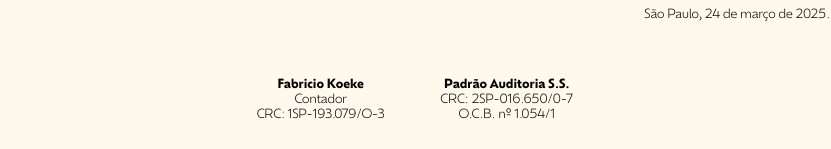 São Paulo, 24 de março de 2025.
Fabricio Koeke
Contador
CRC: 1SP-193.079/O-3
Padrão Auditoria S.S.
CRC: 2SP-016.650/0-7
O.C.B. nº 1.054/1